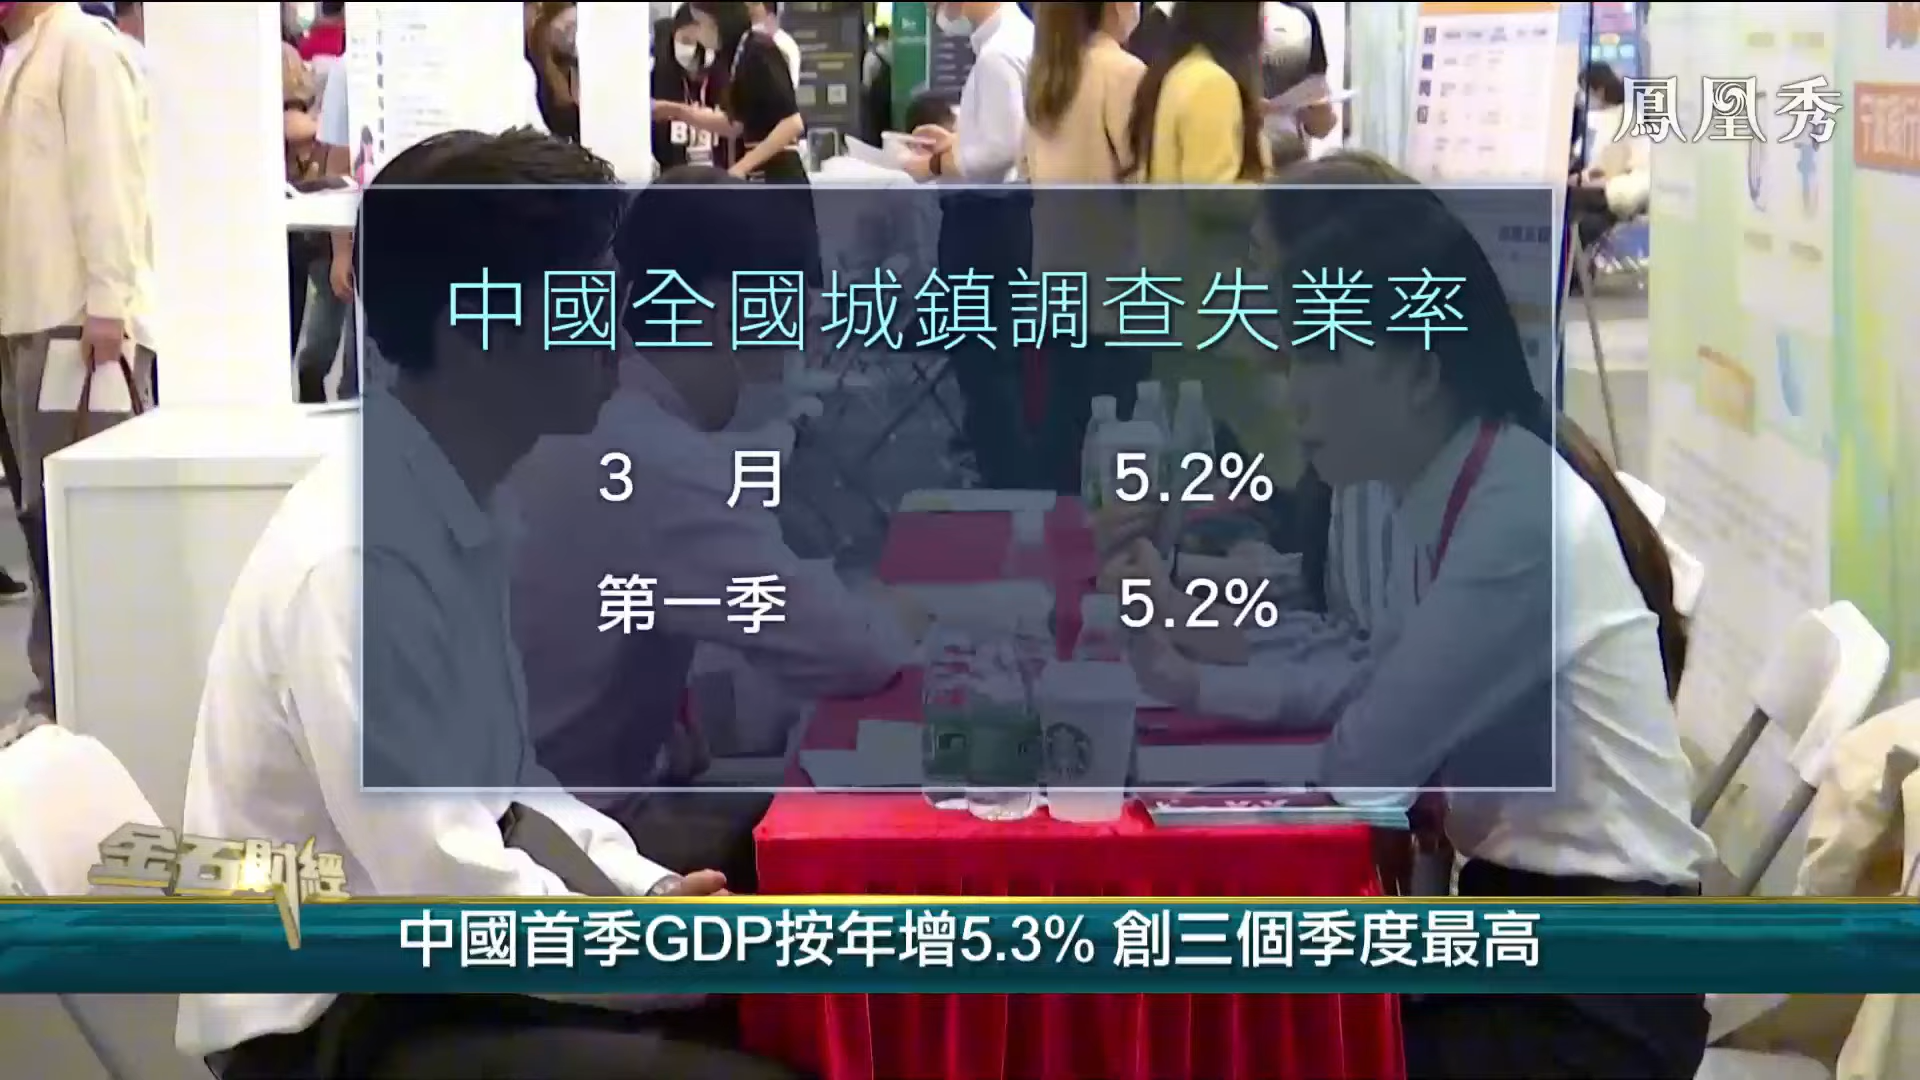 鳳凰秀
中國全國城鎮調查失業率
3 月 5.2%
第一季 5.2%
金石財經
中國首季GDP按年增5.3% 創三個季度最高